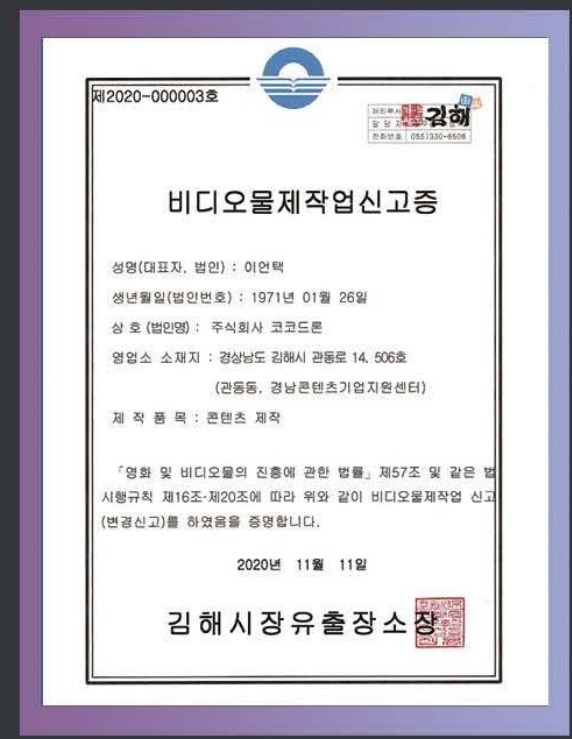 제2020-000003호
김해
전화번호 055)330-6506
비디오물제작업신고증
성명(대표자, 법인) : 이언택
생년월일(법인번호) : 1971년 01월 26일
상 호 (법인명) : 주식회사 코코드론
영업소 소재지 : 경상남도 김해시 관동로 14, 506호
(관동동, 경남콘텐츠기업지원센터)
제 작 품 목 : 콘텐츠 제작
「영화 및 비디오물의 진흥에 관한 법률」 제57조 및 같은 법
시행규칙 제16조·제20조에 따라 위와 같이 비디오물제작업 신고
(변경신고)를 하였음을 증명합니다.
2020년 11월 11일
김해시장유출장소장